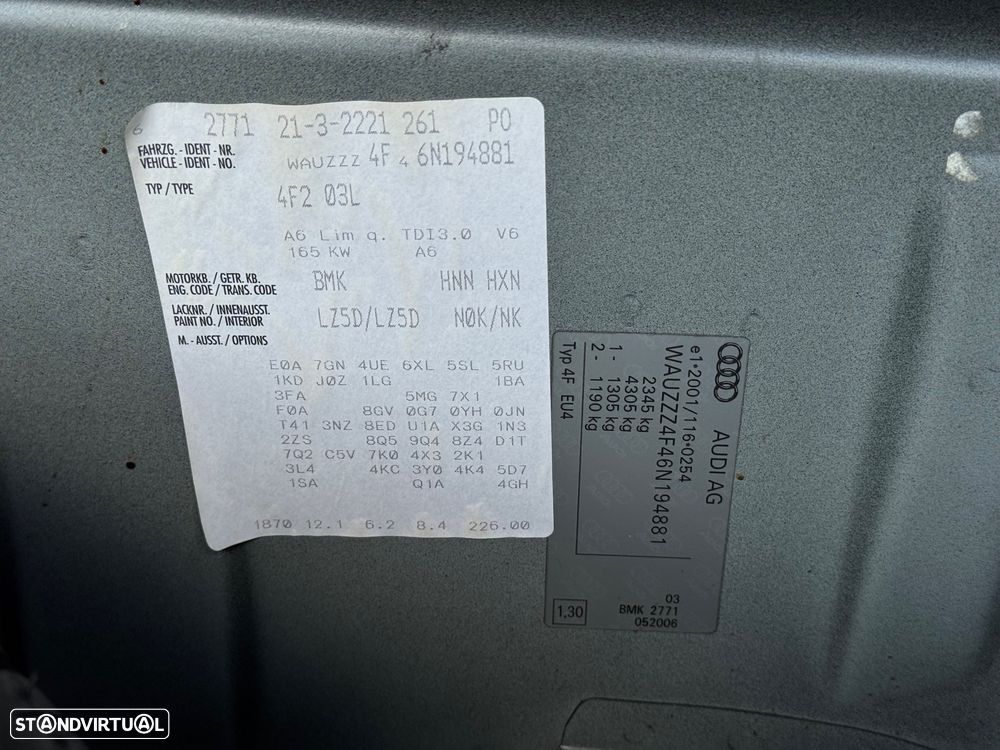 6 2771 21-3-2221 261 PO
FAHRZG.-IDENT-NR.
VEHICLE-IDENT-NO.
WAUZZZ 4F 4 6N194881
TYP / TYPE
4F2 03L
A6 Lim q. TDI3.0 V6
165 KW A6
MOTORKB. / GETR. KB.
ENG. CODE / TRANS. CODE
BMK HNN HXN
LACKNR. / INNENAUSST.
PAINT NO. / INTERIOR
LZ5D/LZ5D N0K/NK
M. - AUSST. / OPTIONS
E0A 7GN 4UE 6XL 5SL 5RU
1KD J0Z 1LG 1BA
3FA 5MG 7X1
F0A 8GV 0G7 0YH 0JN
T41 3NZ 8ED U1A X3G 1N3
2ZS 8Q5 9Q4 8Z4 D1T
7Q2 C5V 7K0 4X3 2K1
3L4 4KC 3Y0 4K4 5D7
1SA Q1A 4GH
1870 12.1 6.2 8.4 226.00
AUDI AG
e1*2001/116*0254
WAUZZZ4F46N194881
2345 kg
4305 kg
1 - 1305 kg
2 - 1190 kg
Typ 4F EU4
03
BMK 2771
052006
1,30
STANDVIRTUAL